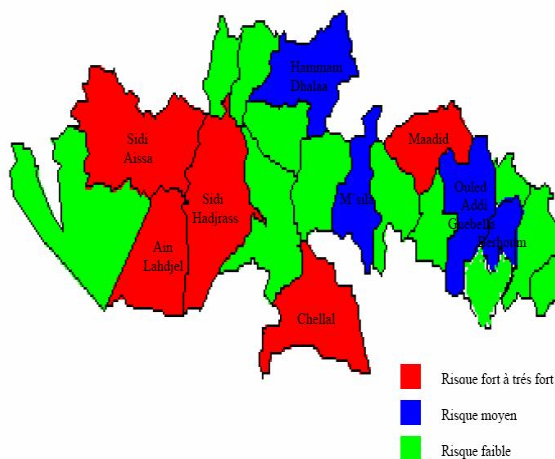 Hammam
Dhalaa
Sidi
Aissa
Maadid
Sidi
Hadjrass
M'sila
Ouled
Addi
Guebella
Berhoum
Ain
Lahdjel
Chellal
Risque fort à trés fort
Risque moyen
Risque faible